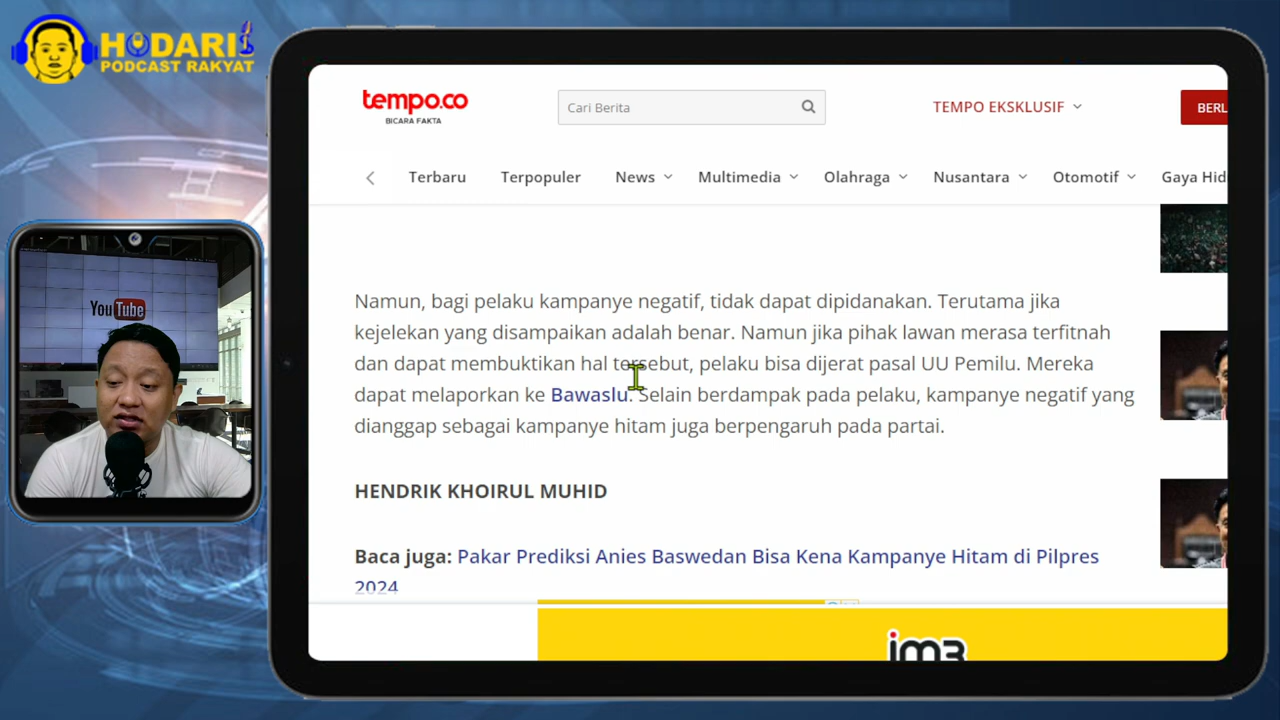 HODARI
PODCAST RAKYAT
tempo.co
BICARA FAKTA
Cari Berita
TEMPO EKSKLUSIF
BERL
Terbaru Terpopuler News Multimedia Olahraga Nusantara Otomotif Gaya Hid
YouTube
Namun, bagi pelaku kampanye negatif, tidak dapat dipidanakan. Terutama jika
kejelekan yang disampaikan adalah benar. Namun jika pihak lawan merasa terfitnah
dan dapat membuktikan hal tersebut, pelaku bisa dijerat pasal UU Pemilu. Mereka
dapat melaporkan ke Bawaslu. Selain berdampak pada pelaku, kampanye negatif yang
dianggap sebagai kampanye hitam juga berpengaruh pada partai.
HENDRIK KHOIRUL MUHID
Baca juga: Pakar Prediksi Anies Baswedan Bisa Kena Kampanye Hitam di Pilpres
2024
im3